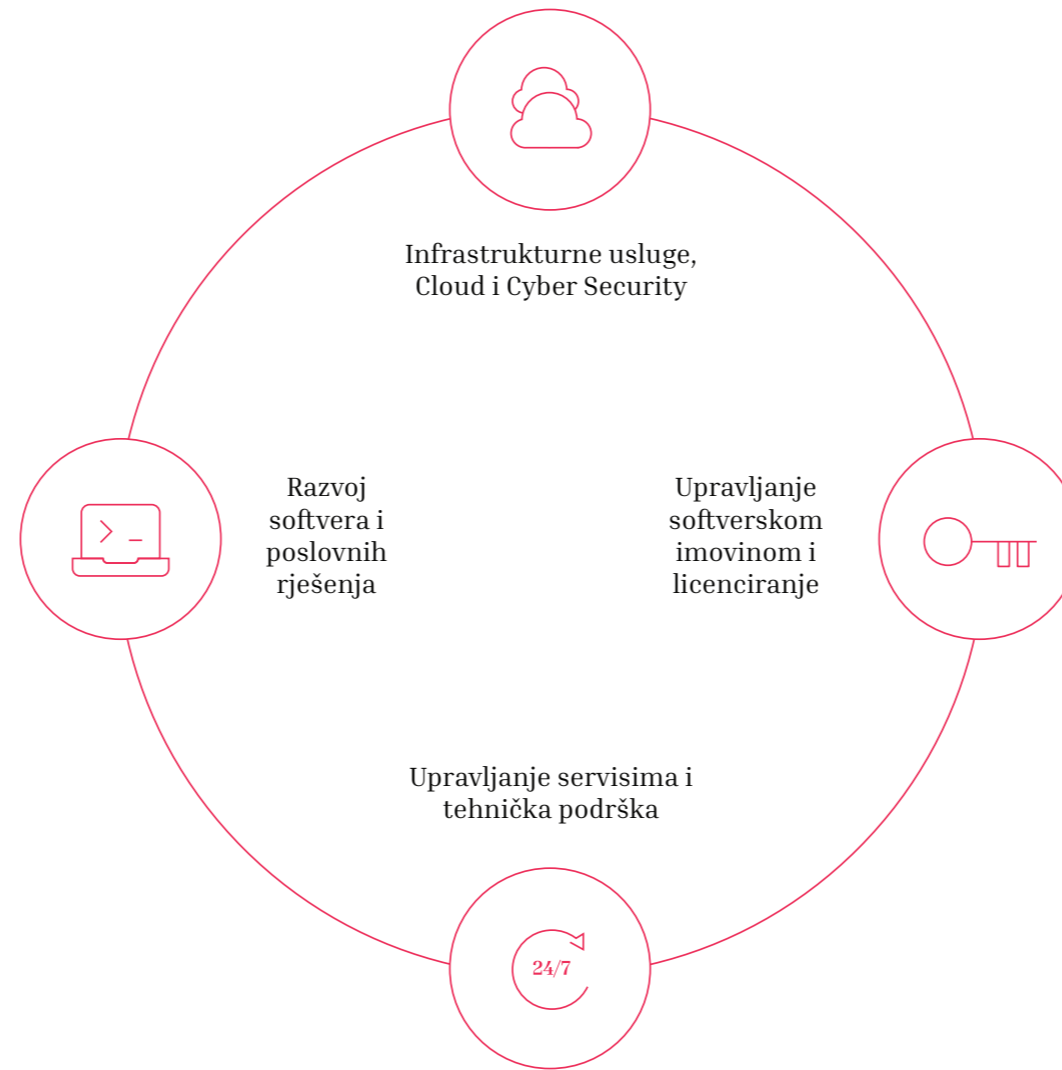 Infrastrukturne usluge,
Cloud i Cyber Security
Razvoj
softvera i
poslovnih
rješenja
Upravljanje
softverskom
imovinom i
licenciranje
Upravljanje servisima i
tehnička podrška
24/7